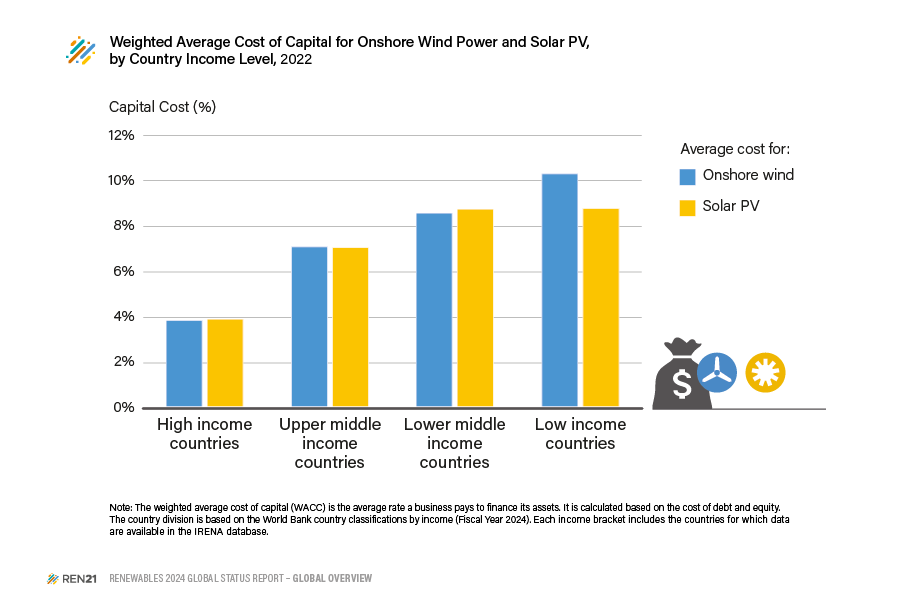 Weighted Average Cost of Capital for Onshore Wind Power and Solar PV,
by Country Income Level, 2022
Capital Cost (%)
12%
10%
8%
6%
4%
2%
0%
Average cost for:
Onshore wind
Solar PV
$
High income
countries
Upper middle
income
countries
Lower middle
income
countries
Low income
countries
Note: The weighted average cost of capital (WACC) is the average rate a business pays to finance its assets. It is calculated based on the cost of debt and equity.
The country division is based on the World Bank country classifications by income (Fiscal Year 2024). Each income bracket includes the countries for which data
are available in the IRENA database.
REN21 RENEWABLES 2024 GLOBAL STATUS REPORT – GLOBAL OVERVIEW